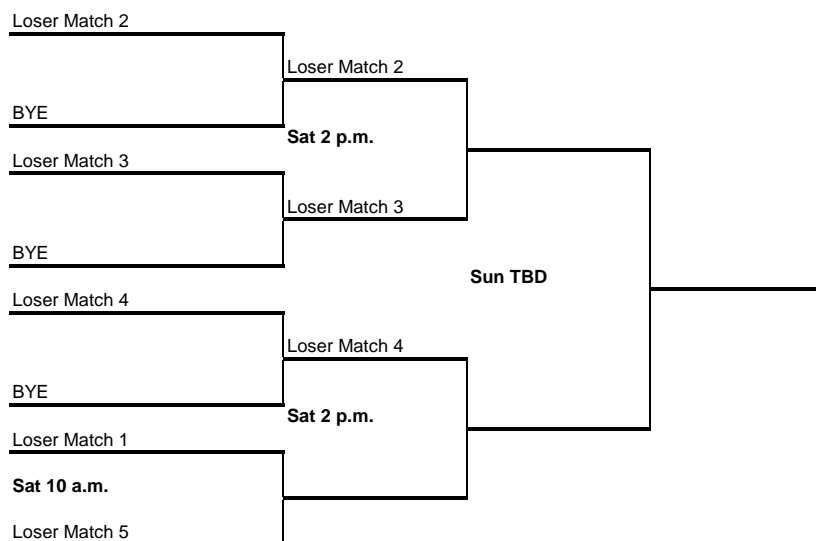 Loser Match 2
Loser Match 2
BYE
Sat 2 p.m.
Loser Match 3
Loser Match 3
BYE
Sun TBD
Loser Match 4
Loser Match 4
BYE
Sat 2 p.m.
Loser Match 1
Sat 10 a.m.
Loser Match 5